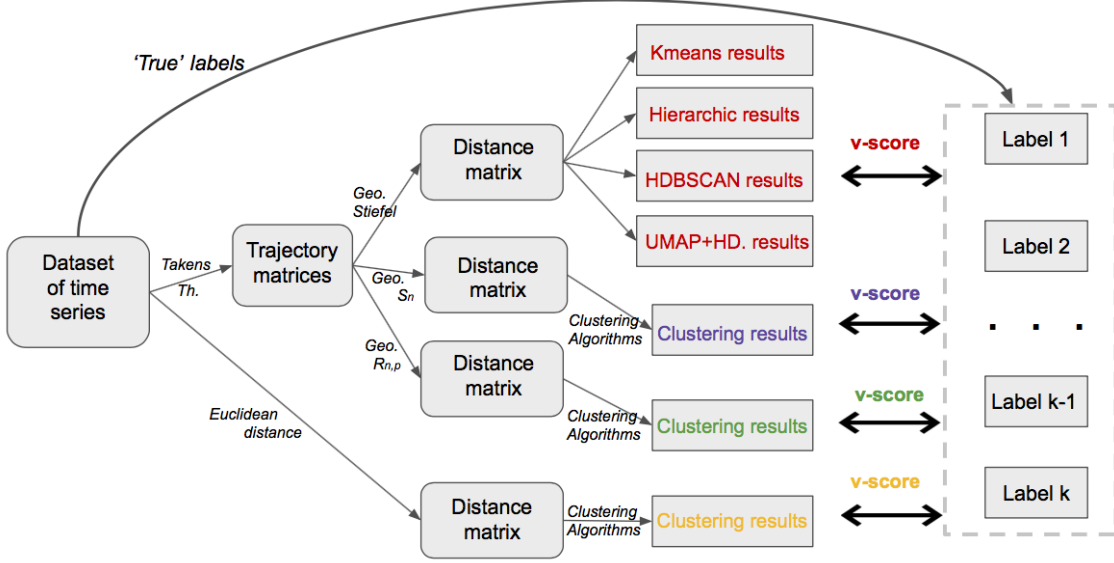 'True' labels
Dataset
of time
series
Takens
Th.
Trajectory
matrices
Geo.
Stiefel
Geo.
Sn
Geo.
Rn,p
Euclidean
distance
Distance
matrix
Distance
matrix
Distance
matrix
Distance
matrix
Kmeans results
Hierarchic results
HDBSCAN results
UMAP+HD. results
Clustering
Algorithms
Clustering results
Clustering
Algorithms
Clustering results
Clustering
Algorithms
Clustering results
v-score
v-score
v-score
v-score
Label 1
Label 2
. . .
Label k-1
Label k